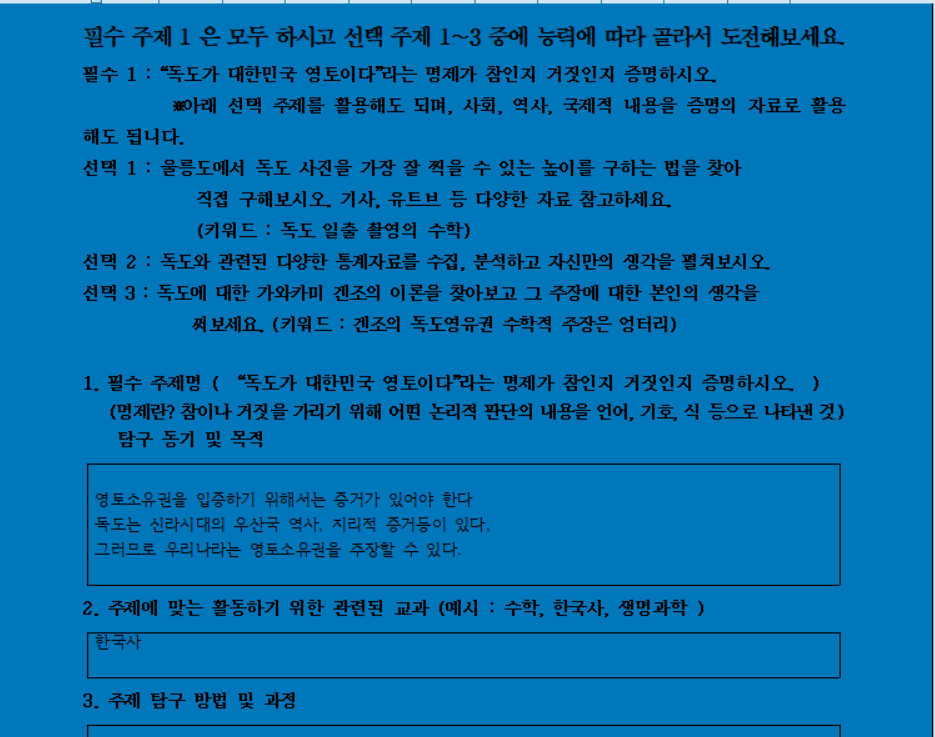 필수 주제 1 은 모두 하시고 선택 주제 1~3 중에 능력에 따라 골라서 도전해보세요.
필수 1 : “독도가 대한민국 영토이다”라는 명제가 참인지 거짓인지 증명하시오.
※아래 선택 주제를 활용해도 되며, 사회, 역사, 국제적 내용을 증명의 자료로 활용
해도 됩니다.
선택 1 : 울릉도에서 독도 사진을 가장 잘 찍을 수 있는 높이를 구하는 법을 찾아
직접 구해보시오. 기사, 유트브 등 다양한 자료 참고하세요.
(키워드 : 독도 일출 촬영의 수학)
선택 2 : 독도와 관련된 다양한 통계자료를 수집, 분석하고 자신만의 생각을 펼쳐보시오.
선택 3 : 독도에 대한 가와카미 겐조의 이론을 찾아보고 그 주장에 대한 본인의 생각을
써보세요. (키워드 : 겐조의 독도영유권 수학적 주장은 엉터리)
1. 필수 주제명 ( “독도가 대한민국 영토이다”라는 명제가 참인지 거짓인지 증명하시오. )
(명제란? 참이나 거짓을 가리기 위해 어떤 논리적 판단의 내용을 언어, 기호, 식 등으로 나타낸 것)
탐구 동기 및 목적
영토소유권을 입증하기 위해서는 증거가 있어야 한다
독도는 신라시대의 우산국 역사, 지리적 증거등이 있다,
그러므로 우리나라는 영토소유권을 주장할 수 있다.
2. 주제에 맞는 활동하기 위한 관련된 교과 (예시 : 수학, 한국사, 생명과학 )
한국사
3. 주제 탐구 방법 및 과정